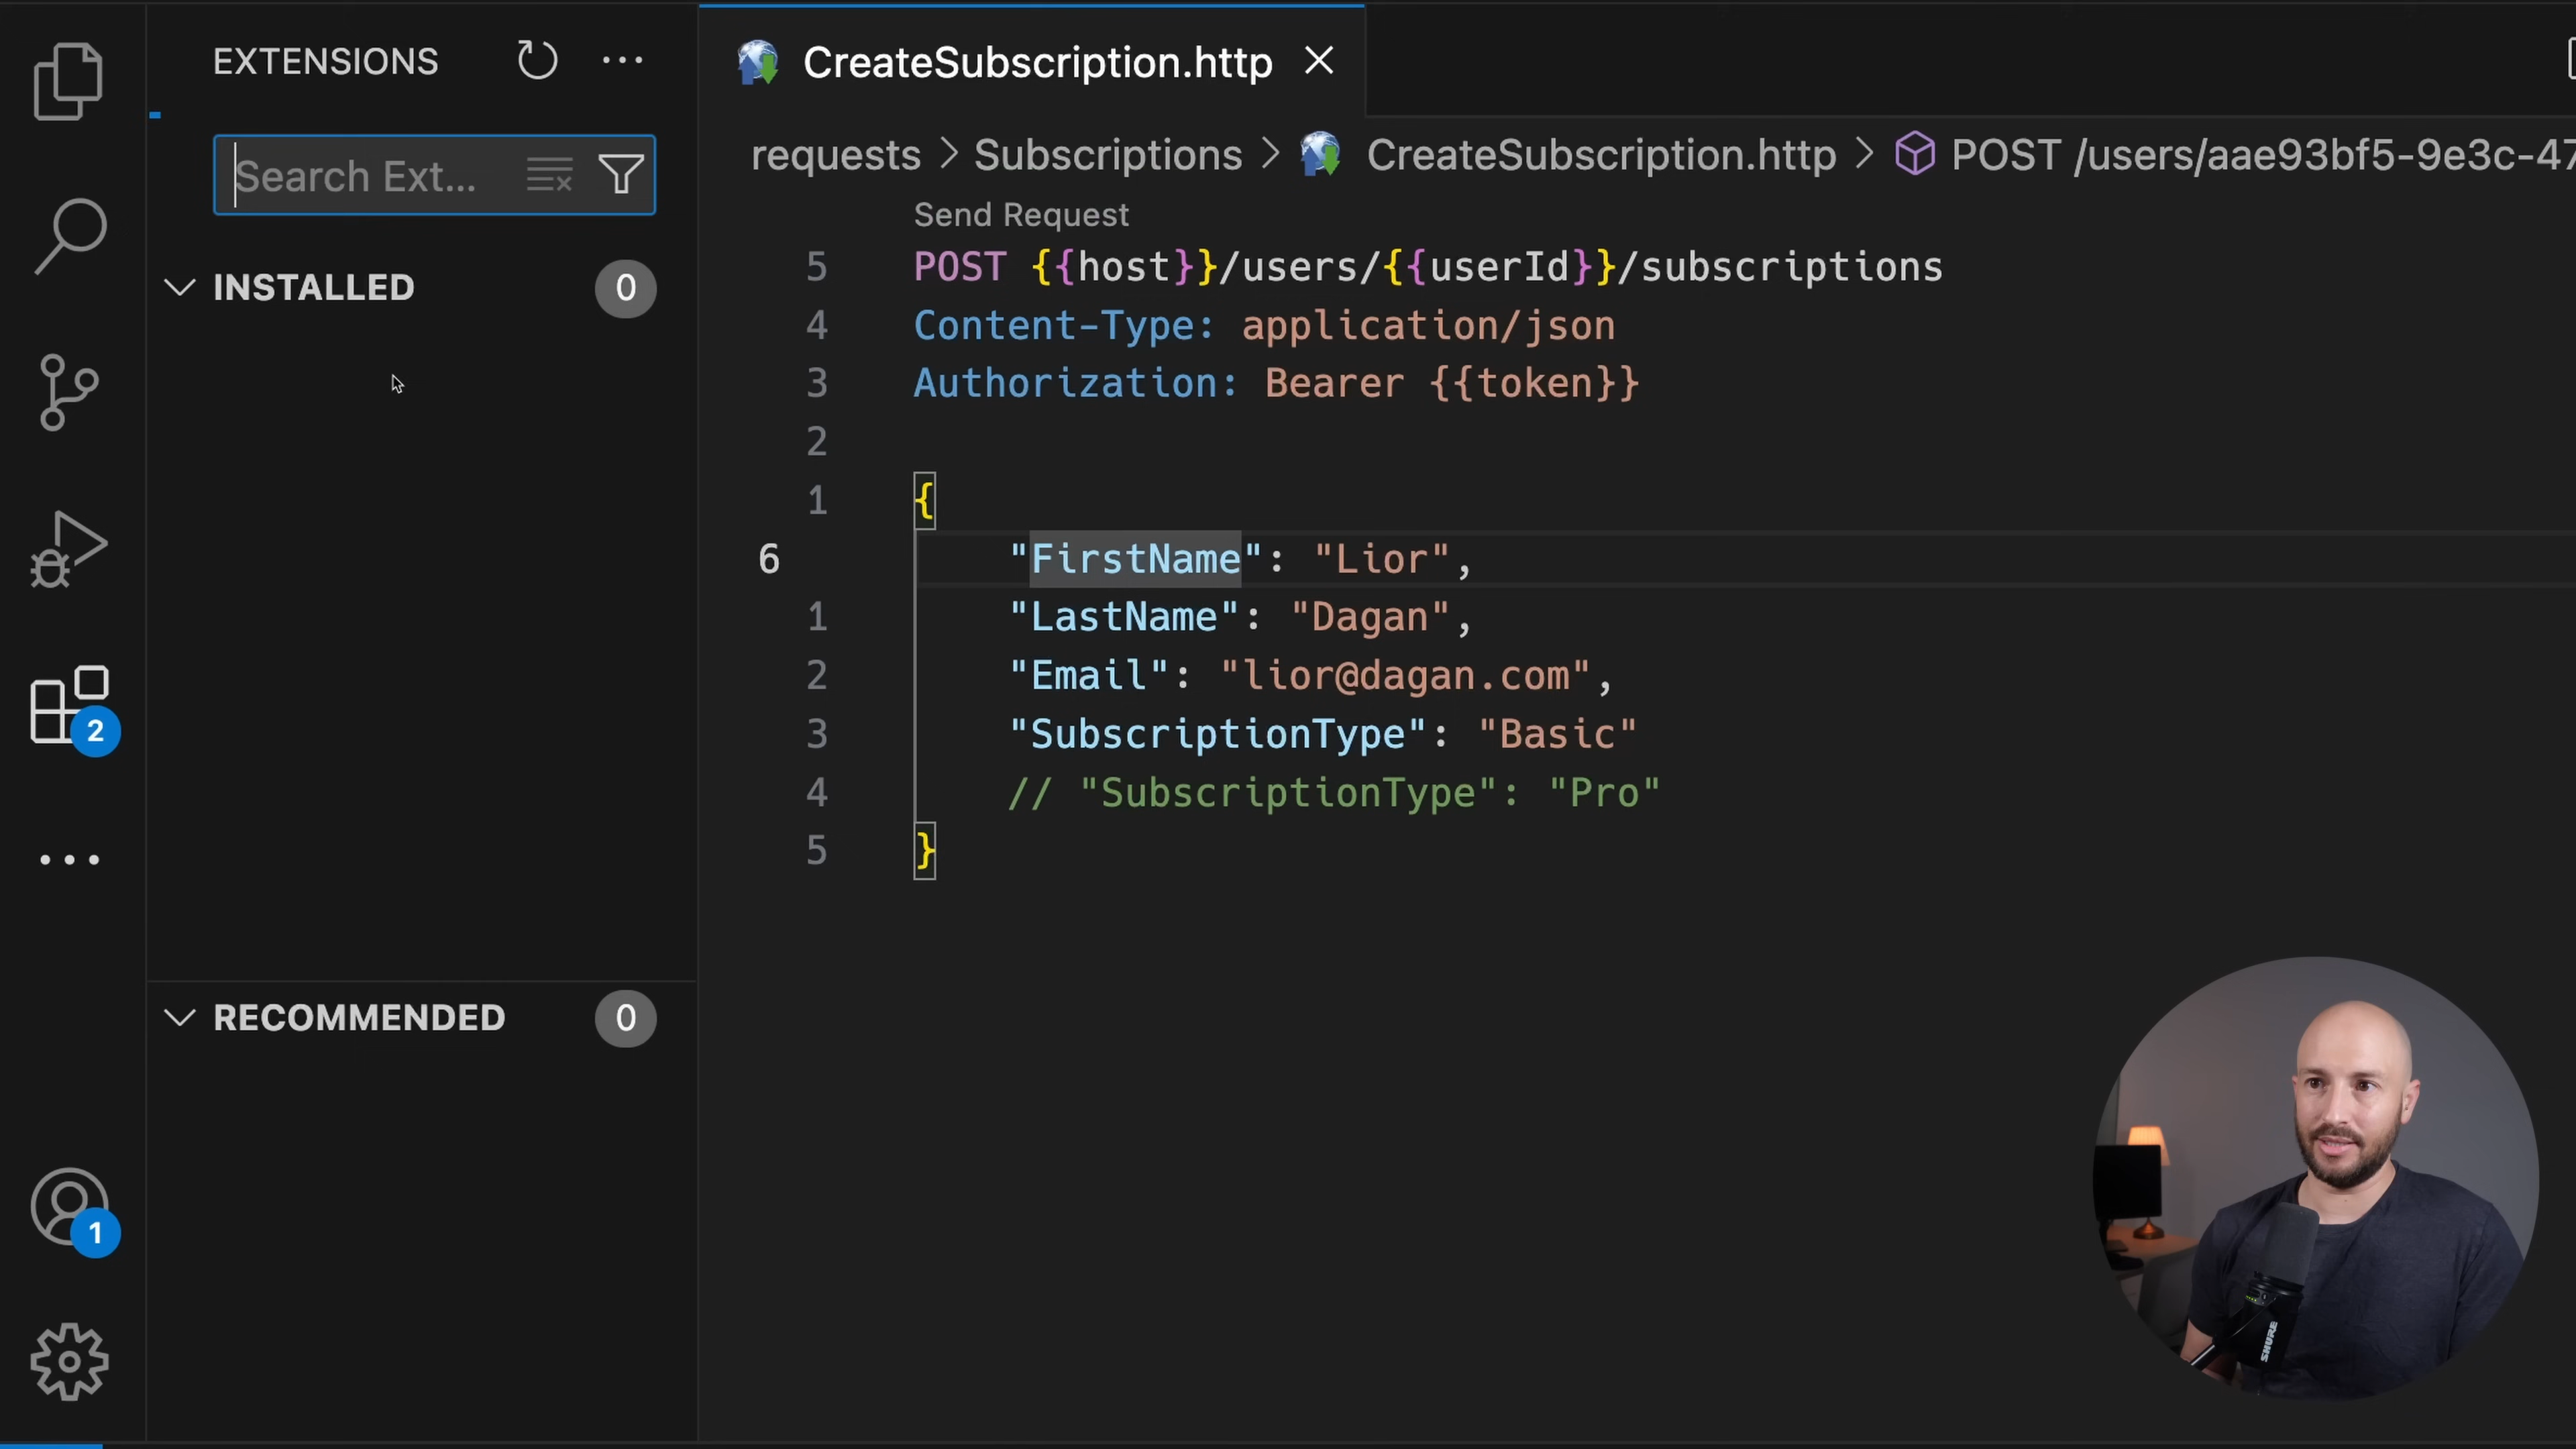 EXTENSIONS
Search Ext...
INSTALLED 0
RECOMMENDED 0
2
1
CreateSubscription.http
requests > Subscriptions > CreateSubscription.http > POST /users/aae93bf5-9e3c-47
Send Request
5 POST {{host}}/users/{{userId}}/subscriptions
4 Content-Type: application/json
3 Authorization: Bearer {{token}}
2
1 {
6 "FirstName": "Lior",
1 "LastName": "Dagan",
2 "Email": "lior@dagan.com",
3 "SubscriptionType": "Basic"
4 // "SubscriptionType": "Pro"
5 }
SHURE